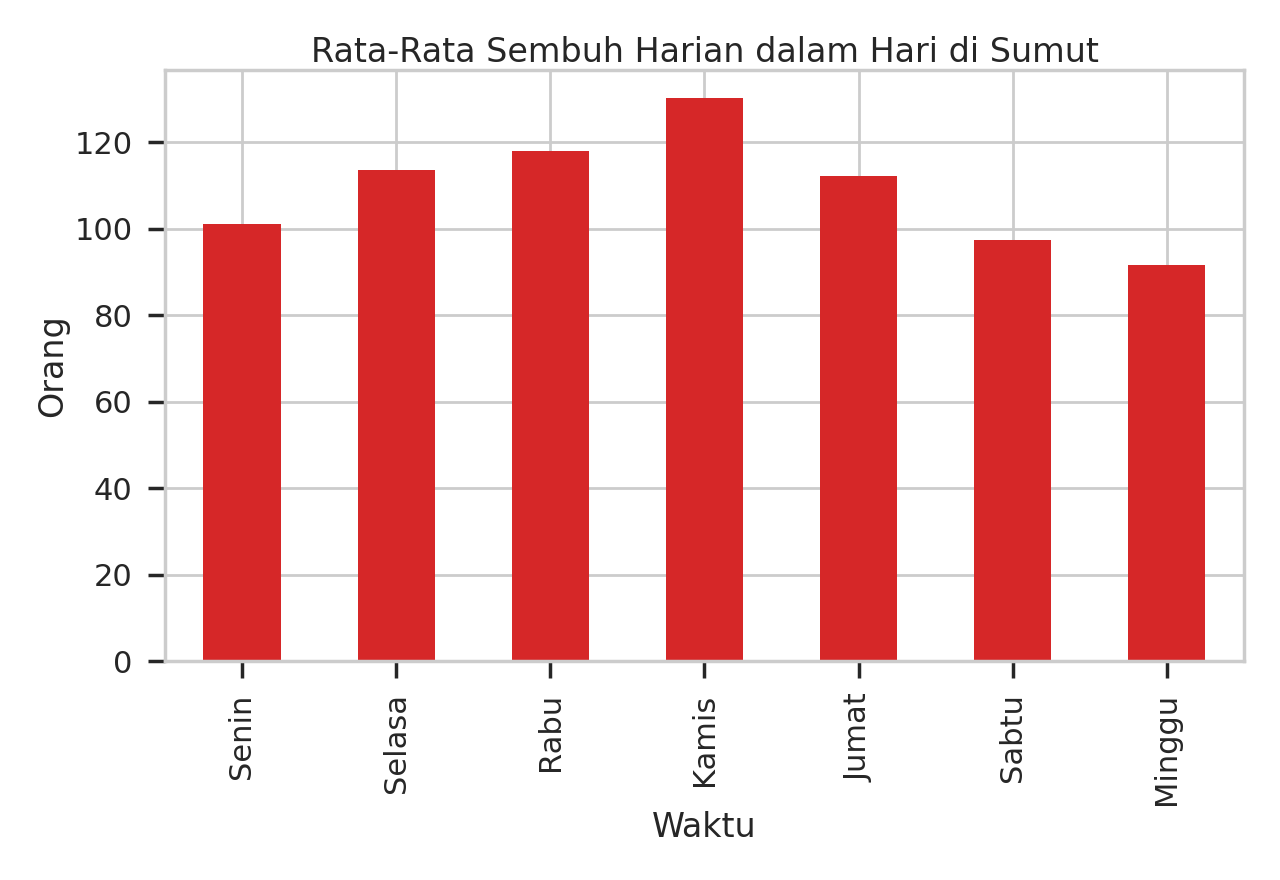 Rata-Rata Sembuh Harian dalam Hari di Sumut
Orang
120
100
80
60
40
20
0
Senin
Selasa
Rabu
Kamis
Jumat
Sabtu
Minggu
Waktu